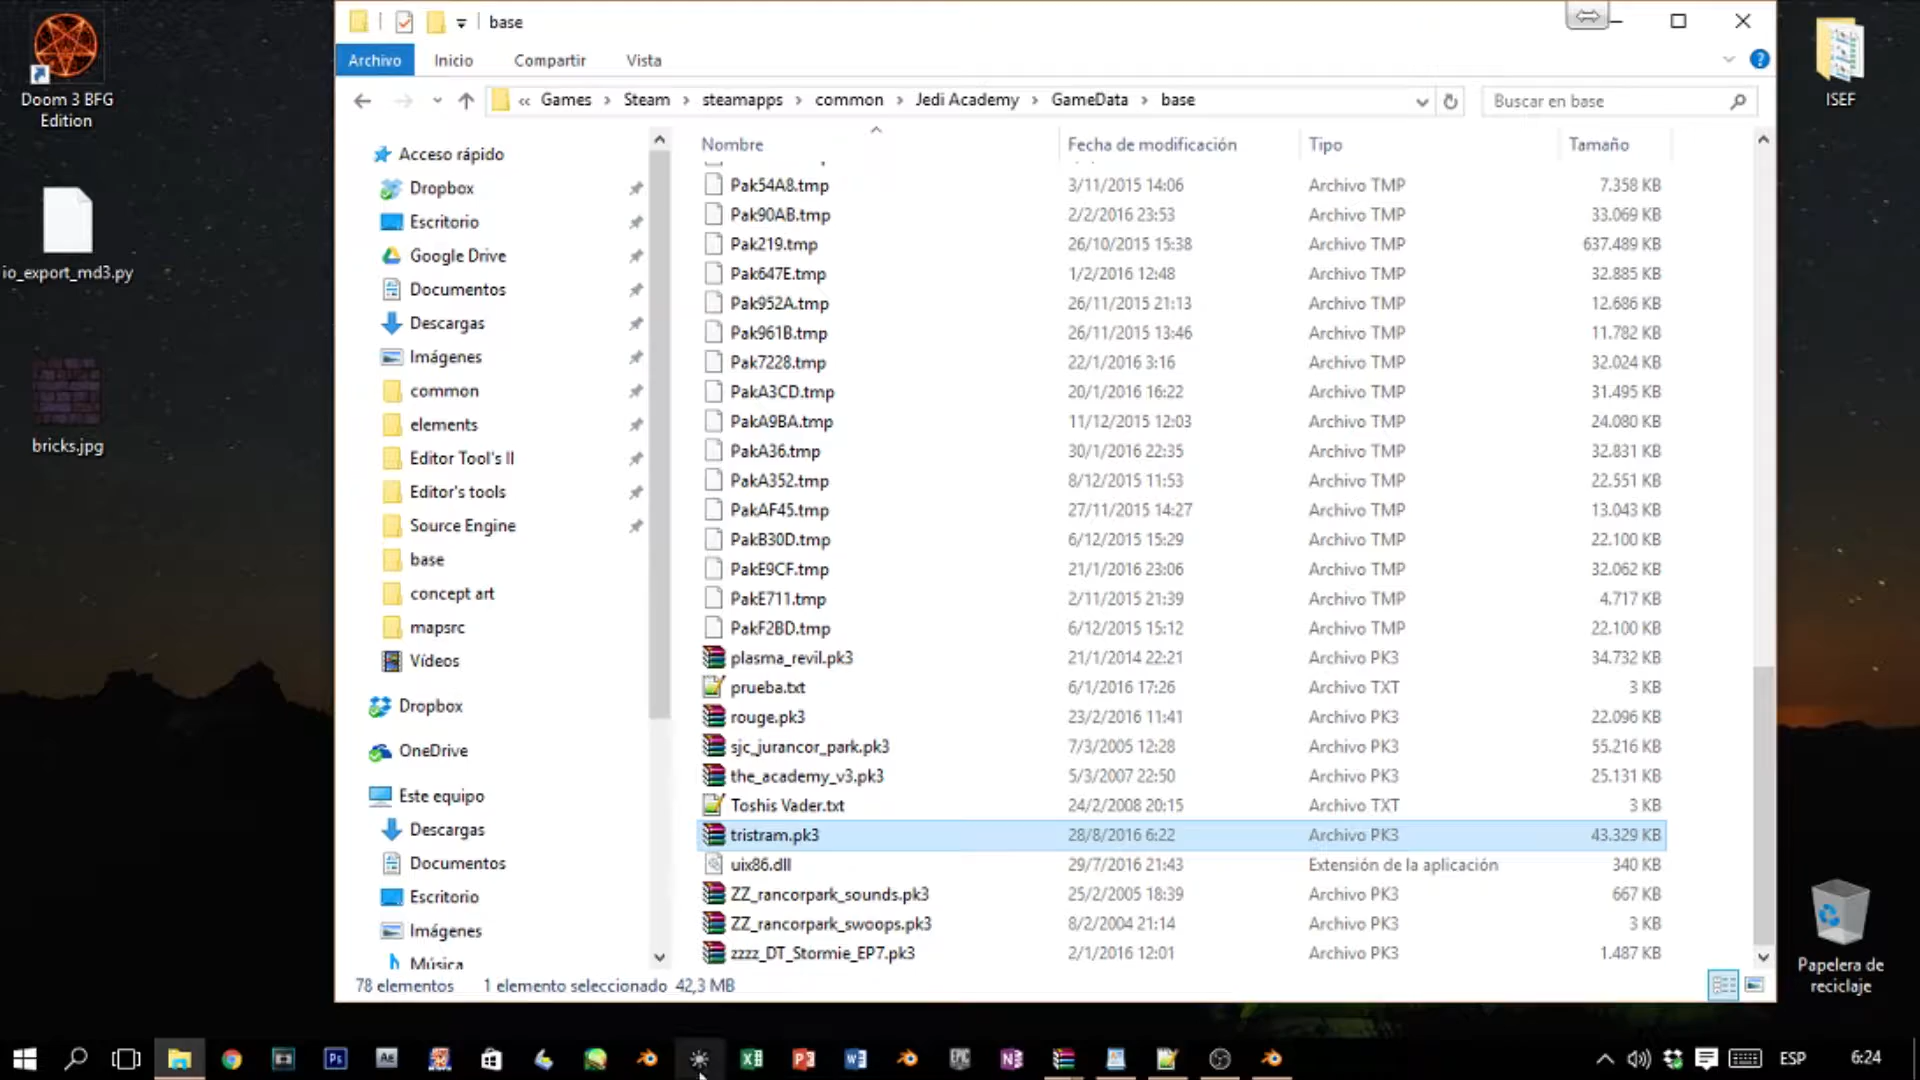 Doom 3 BFG
Edition
io_export_md3.py
bricks.jpg
ISEF
Papelera de
reciclaje
base
Archivo Inicio Compartir Vista
« Games > Steam > steamapps > common > Jedi Academy > GameData > base
Buscar en base
Acceso rápido
Dropbox
Escritorio
Google Drive
Documentos
Descargas
Imágenes
common
elements
Editor Tool's II
Editor's tools
Source Engine
base
concept art
mapsrc
Vídeos
Dropbox
OneDrive
Este equipo
Descargas
Documentos
Escritorio
Imágenes
Música
Nombre Fecha de modificación Tipo Tamaño
Pak54A8.tmp 3/11/2015 14:06 Archivo TMP 7.358 KB
Pak90AB.tmp 2/2/2016 23:53 Archivo TMP 33.069 KB
Pak219.tmp 26/10/2015 15:38 Archivo TMP 637.489 KB
Pak647E.tmp 1/2/2016 12:48 Archivo TMP 32.885 KB
Pak952A.tmp 26/11/2015 21:13 Archivo TMP 12.686 KB
Pak961B.tmp 26/11/2015 13:46 Archivo TMP 11.782 KB
Pak7228.tmp 22/1/2016 3:16 Archivo TMP 32.024 KB
PakA3CD.tmp 20/1/2016 16:22 Archivo TMP 31.495 KB
PakA9BA.tmp 11/12/2015 12:03 Archivo TMP 24.080 KB
PakA36.tmp 30/1/2016 22:35 Archivo TMP 32.831 KB
PakA352.tmp 8/12/2015 11:53 Archivo TMP 22.551 KB
PakAF45.tmp 27/11/2015 14:27 Archivo TMP 13.043 KB
PakB30D.tmp 6/12/2015 15:29 Archivo TMP 22.100 KB
PakE9CF.tmp 21/1/2016 23:06 Archivo TMP 32.062 KB
PakE711.tmp 2/11/2015 21:39 Archivo TMP 4.717 KB
PakF2BD.tmp 6/12/2015 15:12 Archivo TMP 22.100 KB
plasma_revil.pk3 21/1/2014 22:21 Archivo PK3 34.732 KB
prueba.txt 6/1/2016 17:26 Archivo TXT 3 KB
rouge.pk3 23/2/2016 11:41 Archivo PK3 22.096 KB
sjc_jurancor_park.pk3 7/3/2005 12:28 Archivo PK3 55.216 KB
the_academy_v3.pk3 5/3/2007 22:50 Archivo PK3 25.131 KB
Toshis Vader.txt 24/2/2008 20:15 Archivo TXT 3 KB
tristram.pk3 28/8/2016 6:22 Archivo PK3 43.329 KB
uix86.dll 29/7/2016 21:43 Extensión de la aplicación 340 KB
ZZ_rancorpark_sounds.pk3 25/2/2005 18:39 Archivo PK3 667 KB
ZZ_rancorpark_swoops.pk3 8/2/2004 21:14 Archivo PK3 3 KB
zzzz_DT_Stormie_EP7.pk3 2/1/2016 12:01 Archivo PK3 1.487 KB
78 elementos 1 elemento seleccionado 42,3 MB
Ps Ae EPIC ESP 6:24